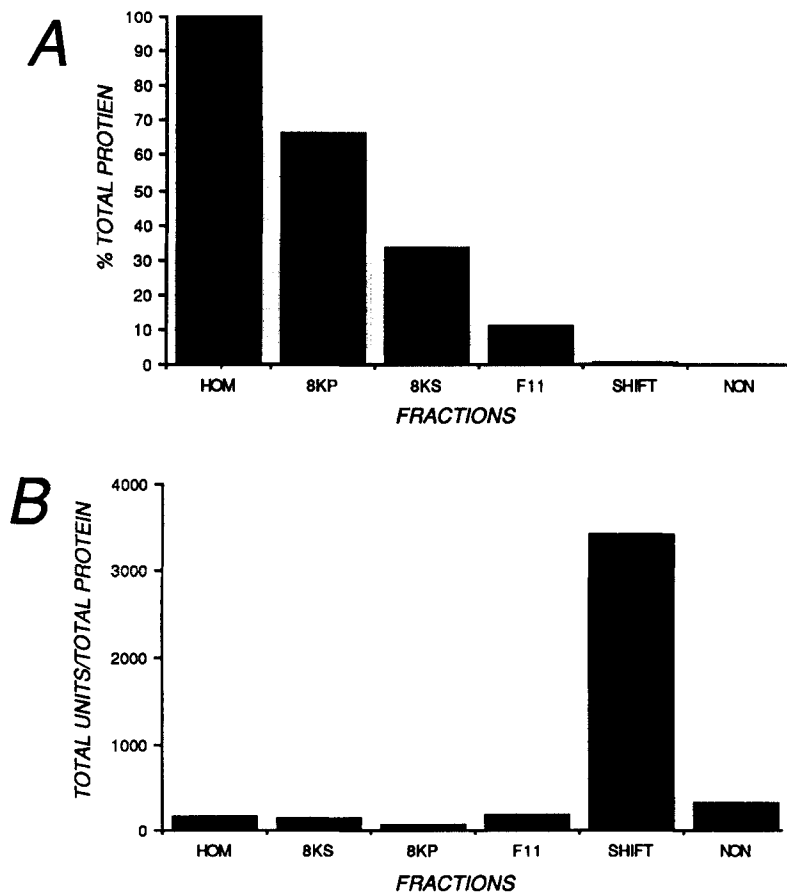 A
% TOTAL PROTIEN
100
90
80
70
60
50
40
30
20
10
0
HOM 8KP 8KS F11 SHIFT NON
FRACTIONS
B
TOTAL UNITS/TOTAL PROTEIN
4000
3000
2000
1000
0
HOM 8KS 8KP F11 SHIFT NON
FRACTIONS